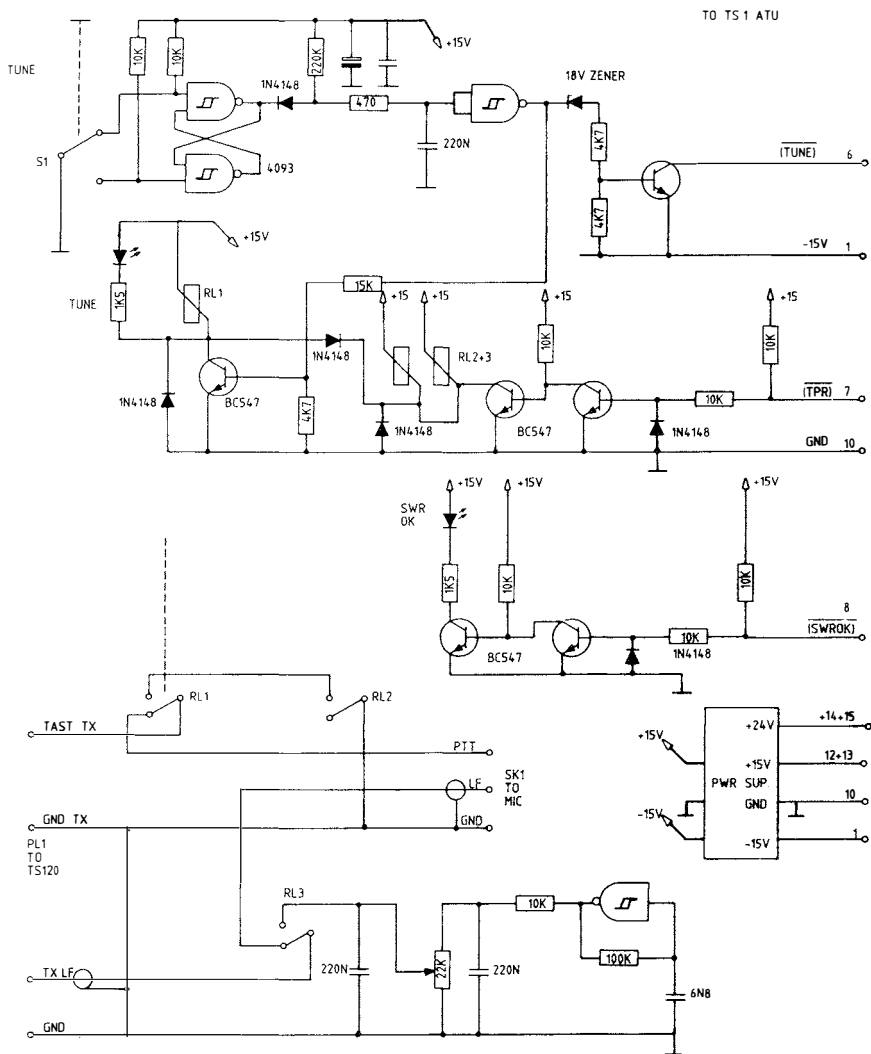 TO TS 1 ATU
TUNE
10K
10K
1N4148
220K
+15V
470
220N
18V ZENER
4K7
4K7
(TUNE)
6
-15V
1
S1
4093
+15V
TUNE
1K5
RL1
15K
+15
+15
+15
+15
1N4148
1N4148
BC547
4K7
1N4148
RL2+3
10K
BC547
10K
10K
1N4148
(TPR)
7
GND
10
SWR
OK
+15V
+15V
+15V
1K5
10K
10K
BC547
10K
1N4148
8
(SWROK)
RL1
RL2
TAST TX
PTT
LF
SK1
TO
MIC
GND TX
GND
PL1
TO
TS120
+15V
-15V
+24V
+15V
PWR SUP.
GND
-15V
+14+15
12+13
10
1
RL3
TX LF
220N
22K
220N
10K
100K
6N8
GND